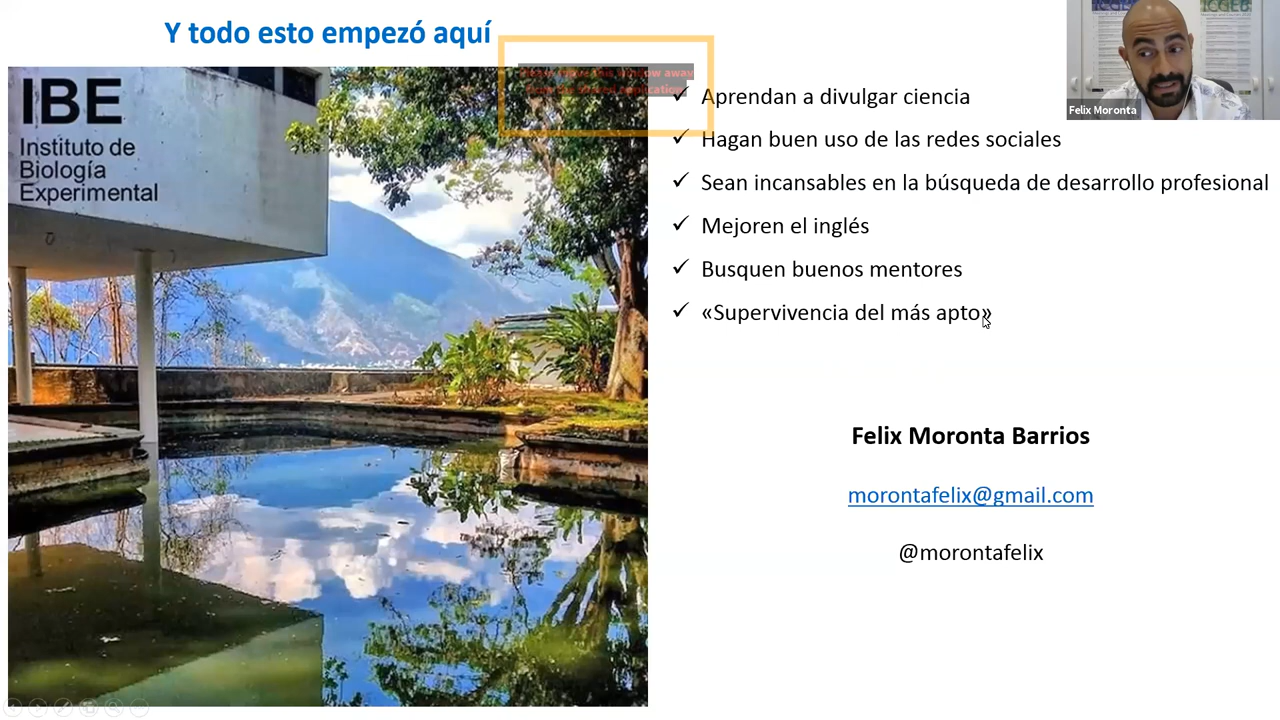 Y todo esto empezó aquí
IBE
Instituto de
Biología
Experimental
✓ Aprendan a divulgar ciencia
✓ Hagan buen uso de las redes sociales
✓ Sean incansables en la búsqueda de desarrollo profesional
✓ Mejoren el inglés
✓ Busquen buenos mentores
✓ «Supervivencia del más apto»
Felix Moronta Barrios
morontafelix@gmail.com
@morontafelix
ICGEB
Felix Moronta